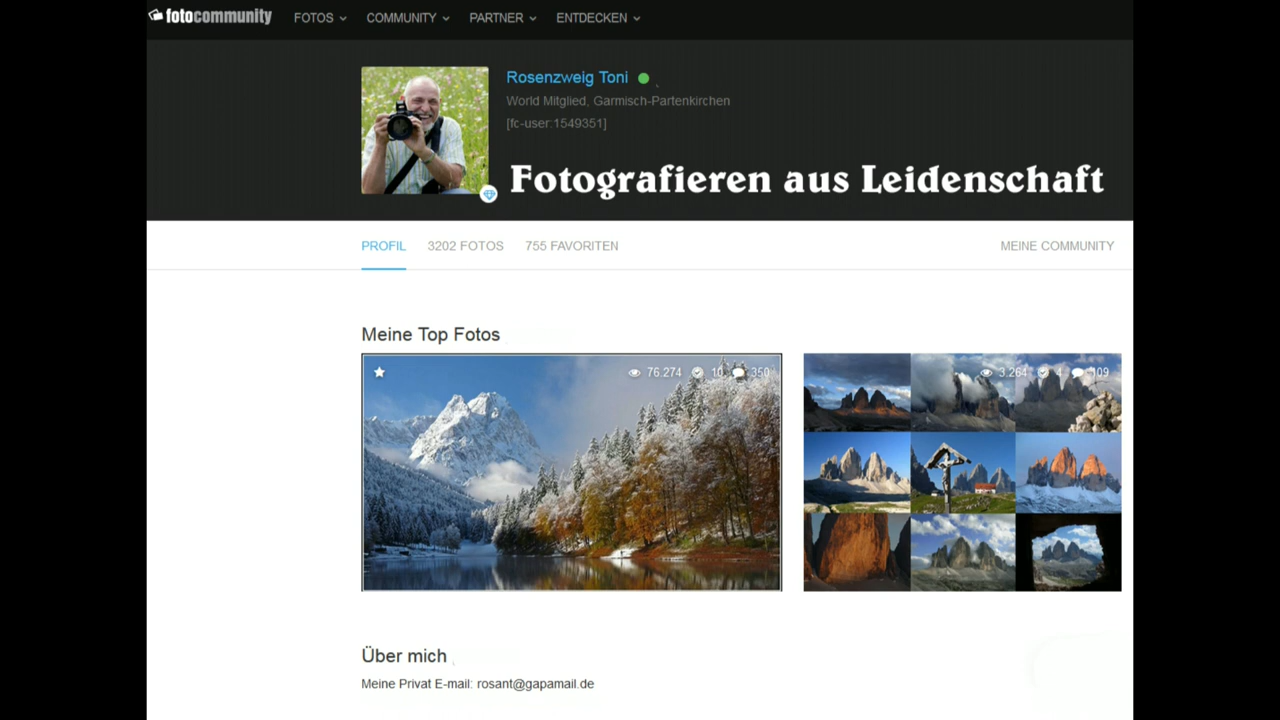 fotocommunity FOTOS COMMUNITY PARTNER ENTDECKEN
Rosenzweig Toni
World Mitglied, Garmisch-Partenkirchen
[fc-user:1549351]
Fotografieren aus Leidenschaft
PROFIL 3202 FOTOS 755 FAVORITEN MEINE COMMUNITY
Meine Top Fotos
76.274 10 350 3.264 4 109
Über mich
Meine Privat E-mail: rosant@gapamail.de